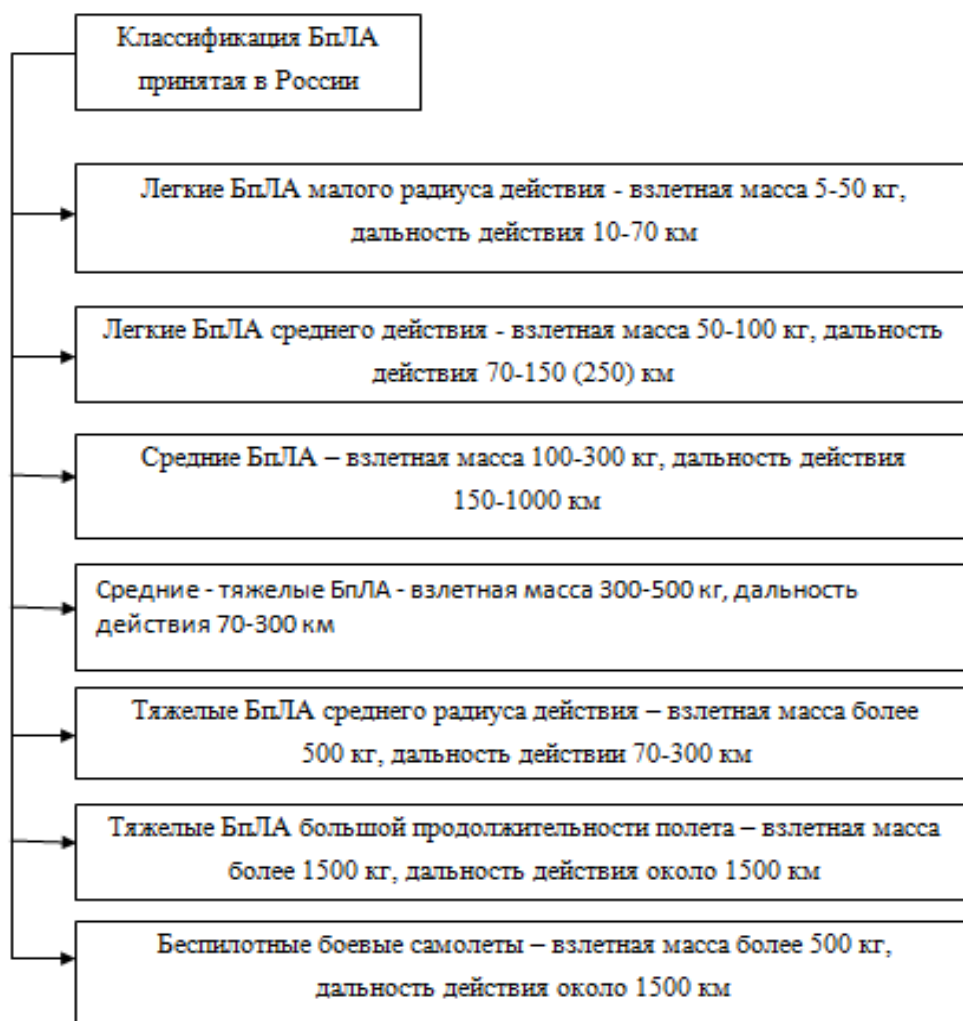 Классификация БпЛА
принятая в России
Легкие БпЛА малого радиуса действия - взлетная масса 5-50 кг,
дальность действия 10-70 км
Легкие БпЛА среднего действия - взлетная масса 50-100 кг, дальность
действия 70-150 (250) км
Средние БпЛА – взлетная масса 100-300 кг, дальность действия
150-1000 км
Средние - тяжелые БпЛА - взлетная масса 300-500 кг, дальность
действия 70-300 км
Тяжелые БпЛА среднего радиуса действия – взлетная масса более
500 кг, дальность действии 70-300 км
Тяжелые БпЛА большой продолжительности полета – взлетная масса
более 1500 кг, дальность действия около 1500 км
Беспилотные боевые самолеты – взлетная масса более 500 кг,
дальность действия около 1500 км